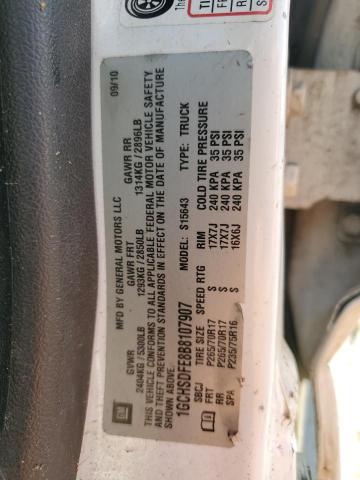 MFD BY GENERAL MOTORS LLC 09/10
GVWR GAWR FRT GAWR RR
2404KG / 5300LB 1293KG / 2850LB 1314KG / 2896LB
THIS VEHICLE CONFORMS TO ALL APPLICABLE FEDERAL MOTOR VEHICLE SAFETY
AND THEFT PREVENTION STANDARDS IN EFFECT ON THE DATE OF MANUFACTURE
SHOWN ABOVE.
1GCHSDFE8B8107907 MODEL: S15643 TYPE: TRUCK
SBCJ TIRE SIZE SPEED RTG RIM COLD TIRE PRESSURE
FRT P265/70R17 S 17X7J 240 KPA 35 PSI
RR P265/70R17 S 17X7J 240 KPA 35 PSI
SPA P235/75R16 S 16X6J 240 KPA 35 PSI
GM
The
TI
F
R
S